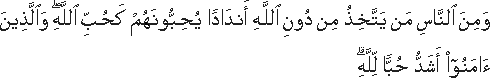 وَمِنَ ٱلنَّاسِ مَن يَتَّخِذُ مِن دُونِ ٱللَّهِ أَندَادًا يُحِبُّونَهُمْ كَحُبِّ ٱللَّهِ ۖ وَٱلَّذِينَ
ءَامَنُوٓا۟ أَشَدُّ حُبًّا لِّلَّهِ ۗ